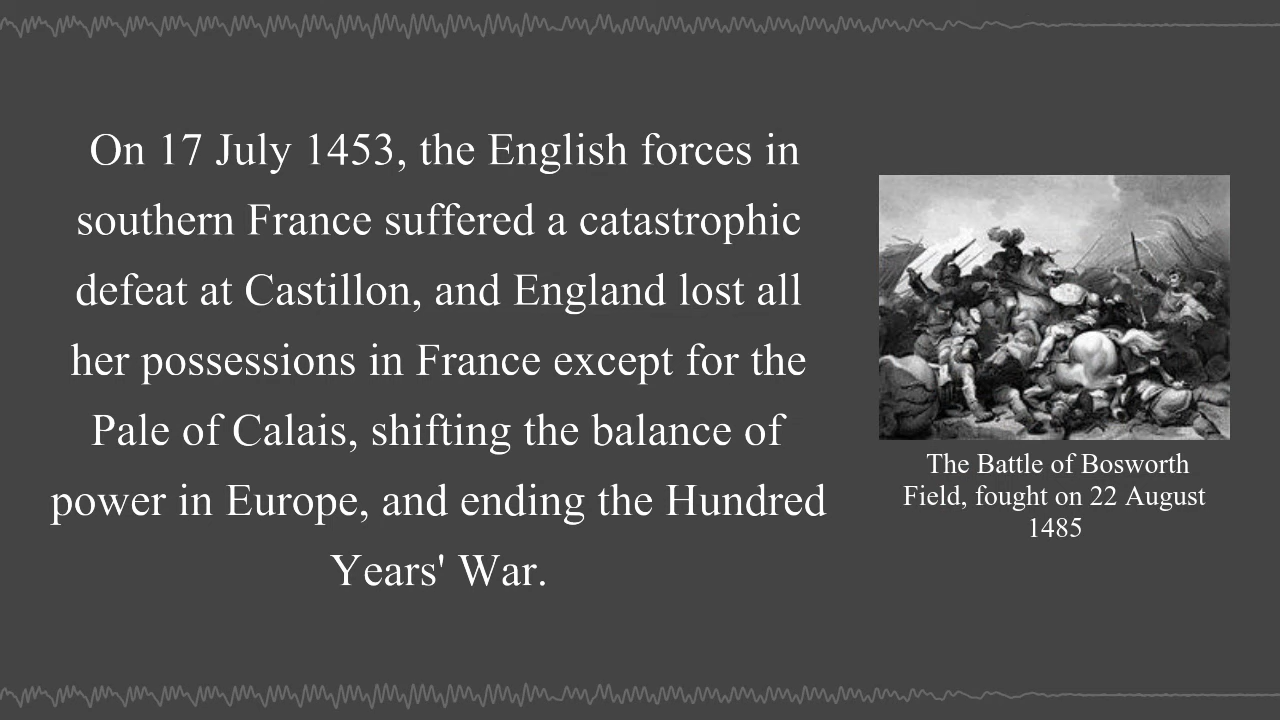 On 17 July 1453, the English forces in
southern France suffered a catastrophic
defeat at Castillon, and England lost all
her possessions in France except for the
Pale of Calais, shifting the balance of
power in Europe, and ending the Hundred
Years' War.
The Battle of Bosworth
Field, fought on 22 August
1485